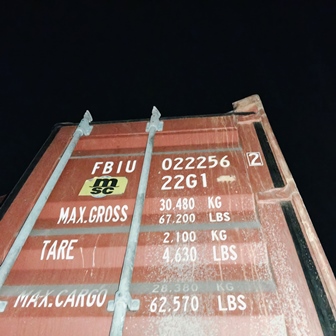 FBIU 022256 2
msc 22G1
MAX.GROSS 30.480 KG
67.200 LBS
TARE 2.100 KG
4.630 LBS
MAX.CARGO 28.380 KG
62.570 LBS